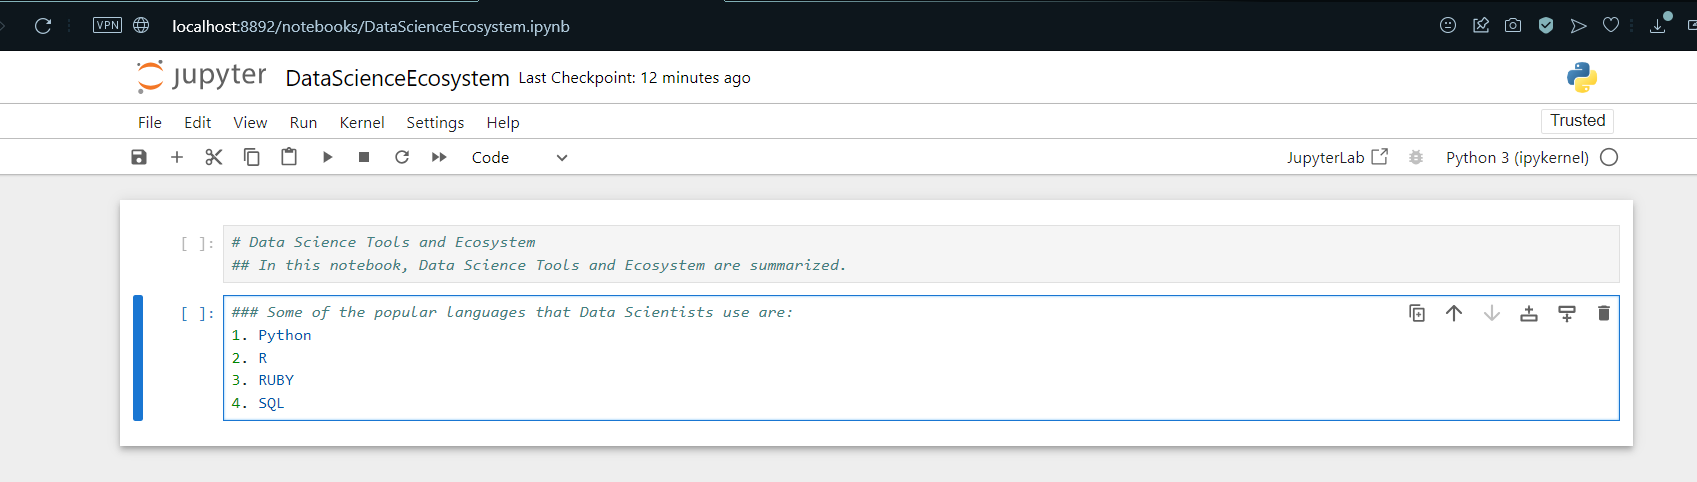 VPN localhost:8892/notebooks/DataScienceEcosystem.ipynb
jupyter DataScienceEcosystem Last Checkpoint: 12 minutes ago
File Edit View Run Kernel Settings Help Trusted
Code JupyterLab Python 3 (ipykernel)
[ ]: # Data Science Tools and Ecosystem
## In this notebook, Data Science Tools and Ecosystem are summarized.
[ ]: ### Some of the popular languages that Data Scientists use are:
1. Python
2. R
3. RUBY
4. SQL